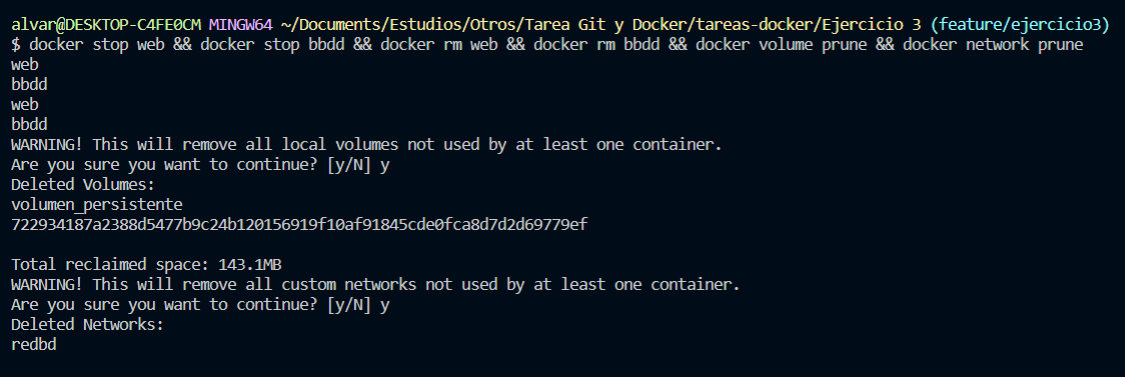 alvar@DESKTOP-C4FE0CM MINGW64 ~/Documents/Estudios/Otros/Tarea Git y Docker/tareas-docker/Ejercicio 3 (feature/ejercicio3)
$ docker stop web && docker stop bbdd && docker rm web && docker rm bbdd && docker volume prune && docker network prune
web
bbdd
web
bbdd
WARNING! This will remove all local volumes not used by at least one container.
Are you sure you want to continue? [y/N] y
Deleted Volumes:
volumen_persistente
722934187a2388d5477b9c24b120156919f10af91845cde0fca8d7d2d69779ef
Total reclaimed space: 143.1MB
WARNING! This will remove all custom networks not used by at least one container.
Are you sure you want to continue? [y/N] y
Deleted Networks:
redbd